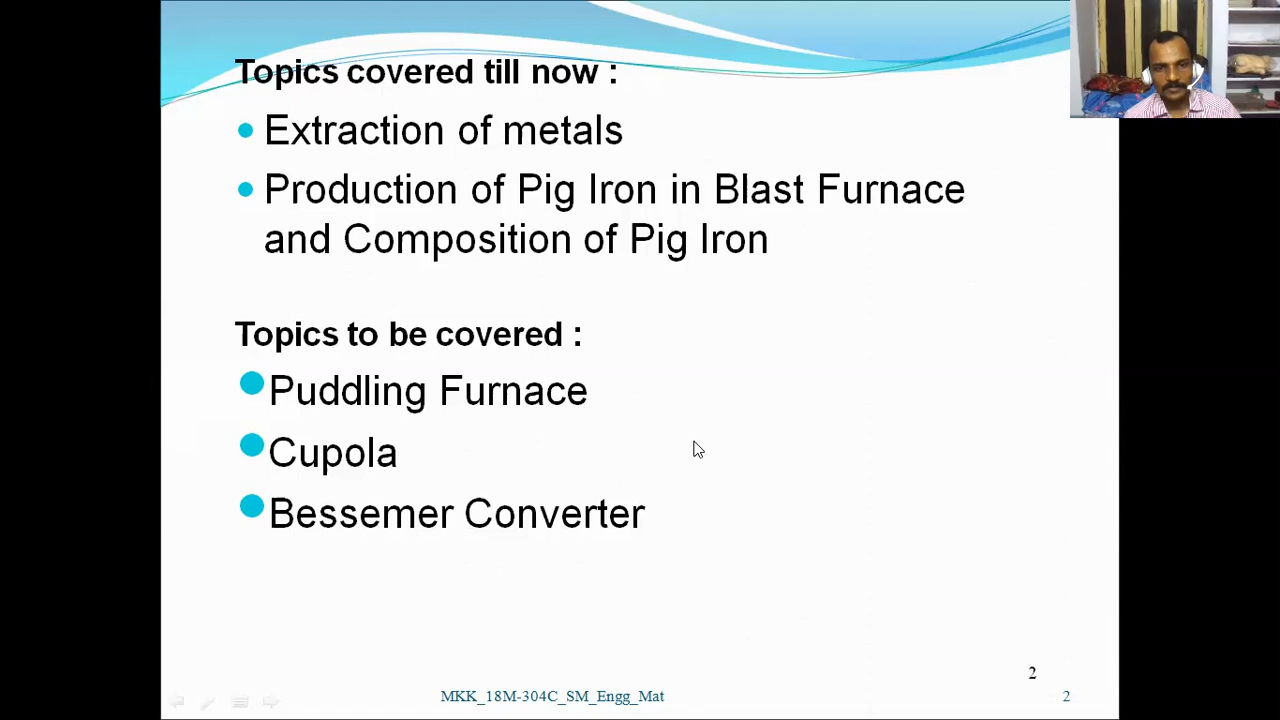 Topics covered till now :
Extraction of metals
Production of Pig Iron in Blast Furnace
and Composition of Pig Iron
Topics to be covered :
Puddling Furnace
Cupola
Bessemer Converter
2
MKK_18M-304C_SM_Engg_Mat 2